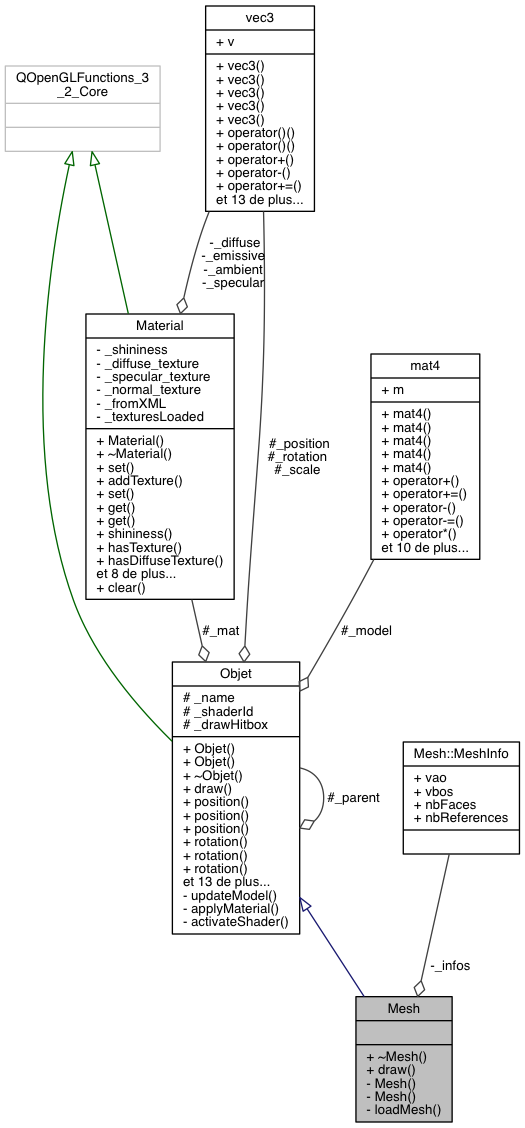 vec3
+ v
+ vec3()
+ vec3()
+ vec3()
+ vec3()
+ vec3()
+ operator()()
+ operator()()
+ operator+()
+ operator-()
+ operator+=()
et 13 de plus...
QOpenGLFunctions_3
_2_Core
-_diffuse
-_emissive
-_ambient
-_specular
Material
- _shininess
- _diffuse_texture
- _specular_texture
- _normal_texture
- _fromXML
- _texturesLoaded
+ Material()
+ ~Material()
+ set()
+ addTexture()
+ set()
+ get()
+ get()
+ shininess()
+ hasTexture()
+ hasDiffuseTexture()
et 8 de plus...
+ clear()
#_position
#_rotation
#_scale
mat4
+ m
+ mat4()
+ mat4()
+ mat4()
+ mat4()
+ mat4()
+ operator+()
+ operator+=()
+ operator-()
+ operator-=()
+ operator*()
et 10 de plus...
#_mat
#_model
Objet
# _name
# _shaderId
# _drawHitbox
+ Objet()
+ Objet()
+ ~Objet()
+ draw()
+ position()
+ position()
+ position()
+ rotation()
+ rotation()
+ rotation()
et 13 de plus...
- updateModel()
- applyMaterial()
- activateShader()
#_parent
Mesh::MeshInfo
+ vao
+ vbos
+ nbFaces
+ nbReferences
-_infos
Mesh
+ ~Mesh()
+ draw()
- Mesh()
- Mesh()
- loadMesh()